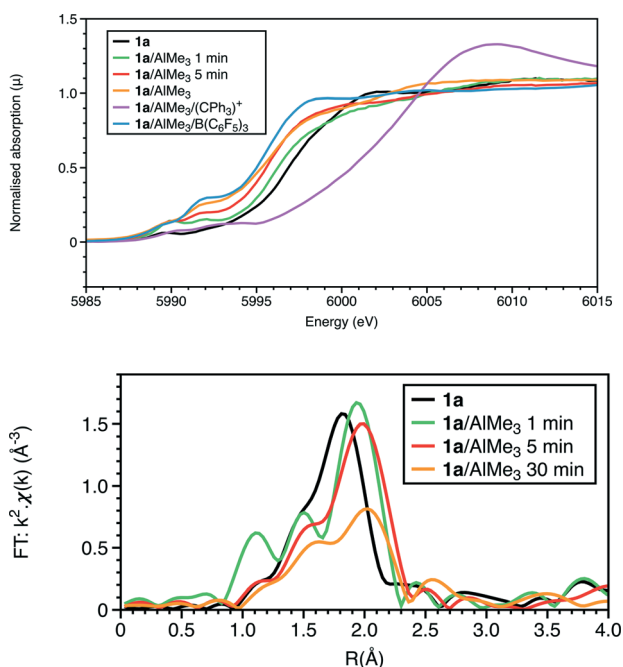 1.5
1a
1a/AlMe₃ 1 min
1a/AlMe₃ 5 min
1a/AlMe₃
1a/AlMe₃/(CPh₃)⁺
1a/AlMe₃/B(C₆F₅)₃
1.0
0.5
0
Normalised absorption (µ)
5985 5990 5995 6000 6005 6010 6015
Energy (eV)
1a
1a/AlMe₃ 1 min
1a/AlMe₃ 5 min
1a/AlMe₃ 30 min
1.5
1.0
0.5
0
FT: k².χ(k) (Å⁻³)
0 0.5 1.0 1.5 2.0 2.5 3.0 3.5 4.0
R(Å)